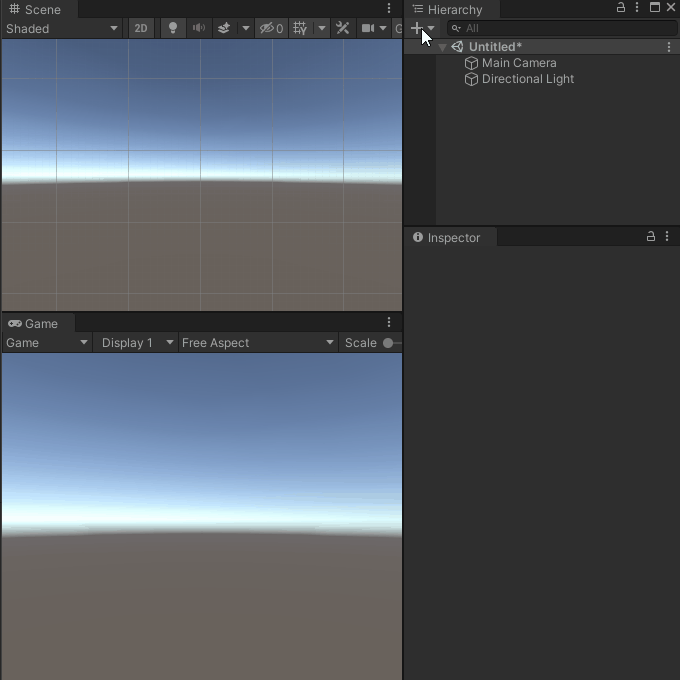 Scene
Shaded
2D
0
G
Game
Game
Display 1
Free Aspect
Scale
Hierarchy
All
Untitled*
Main Camera
Directional Light
Inspector